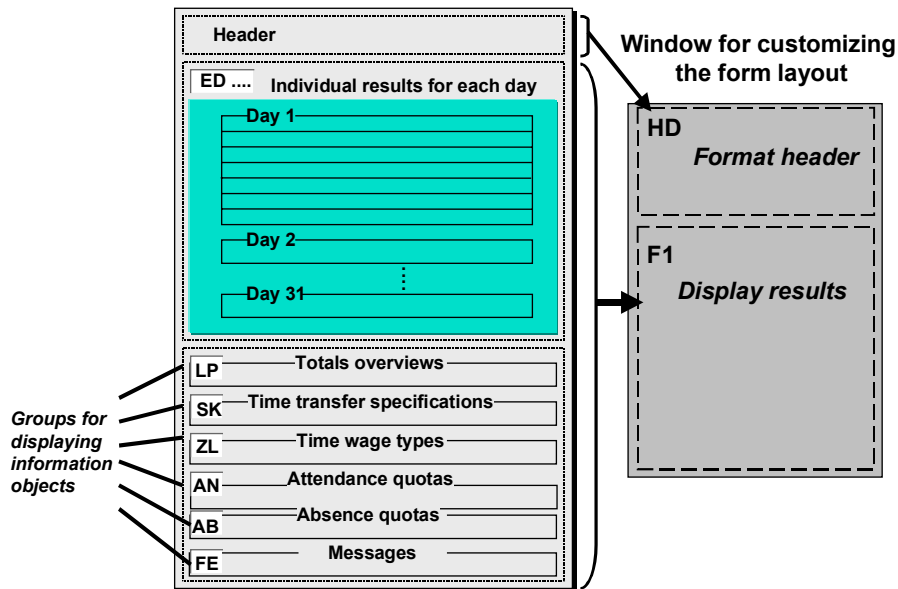 Header
ED .... Individual results for each day
Day 1
Day 2
Day 31
LP Totals overviews
SK Time transfer specifications
ZL Time wage types
AN Attendance quotas
AB Absence quotas
FE Messages
Groups for
displaying
information
objects
Window for customizing
the form layout
HD
Format header
F1
Display results